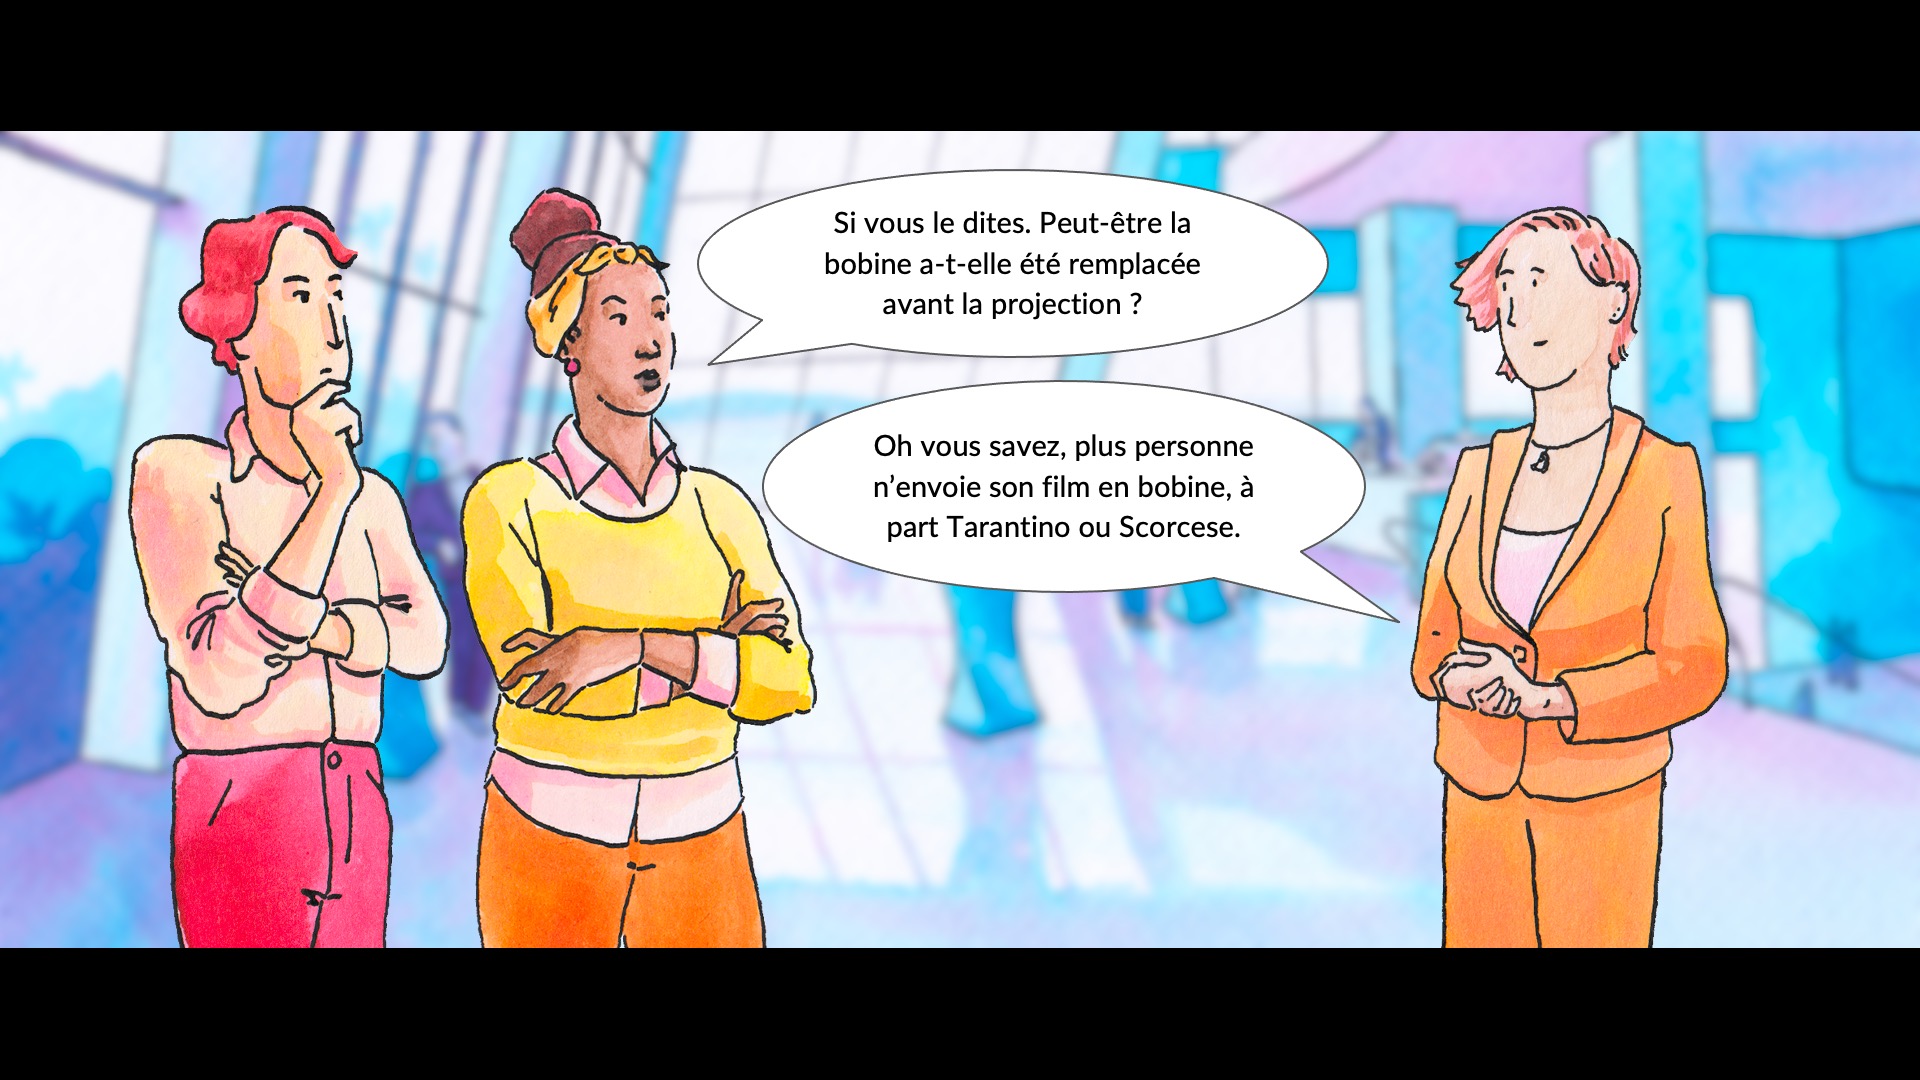 Si vous le dites. Peut-être la
bobine a-t-elle été remplacée
avant la projection ?
Oh vous savez, plus personne
n’envoie son film en bobine, à
part Tarantino ou Scorcese.